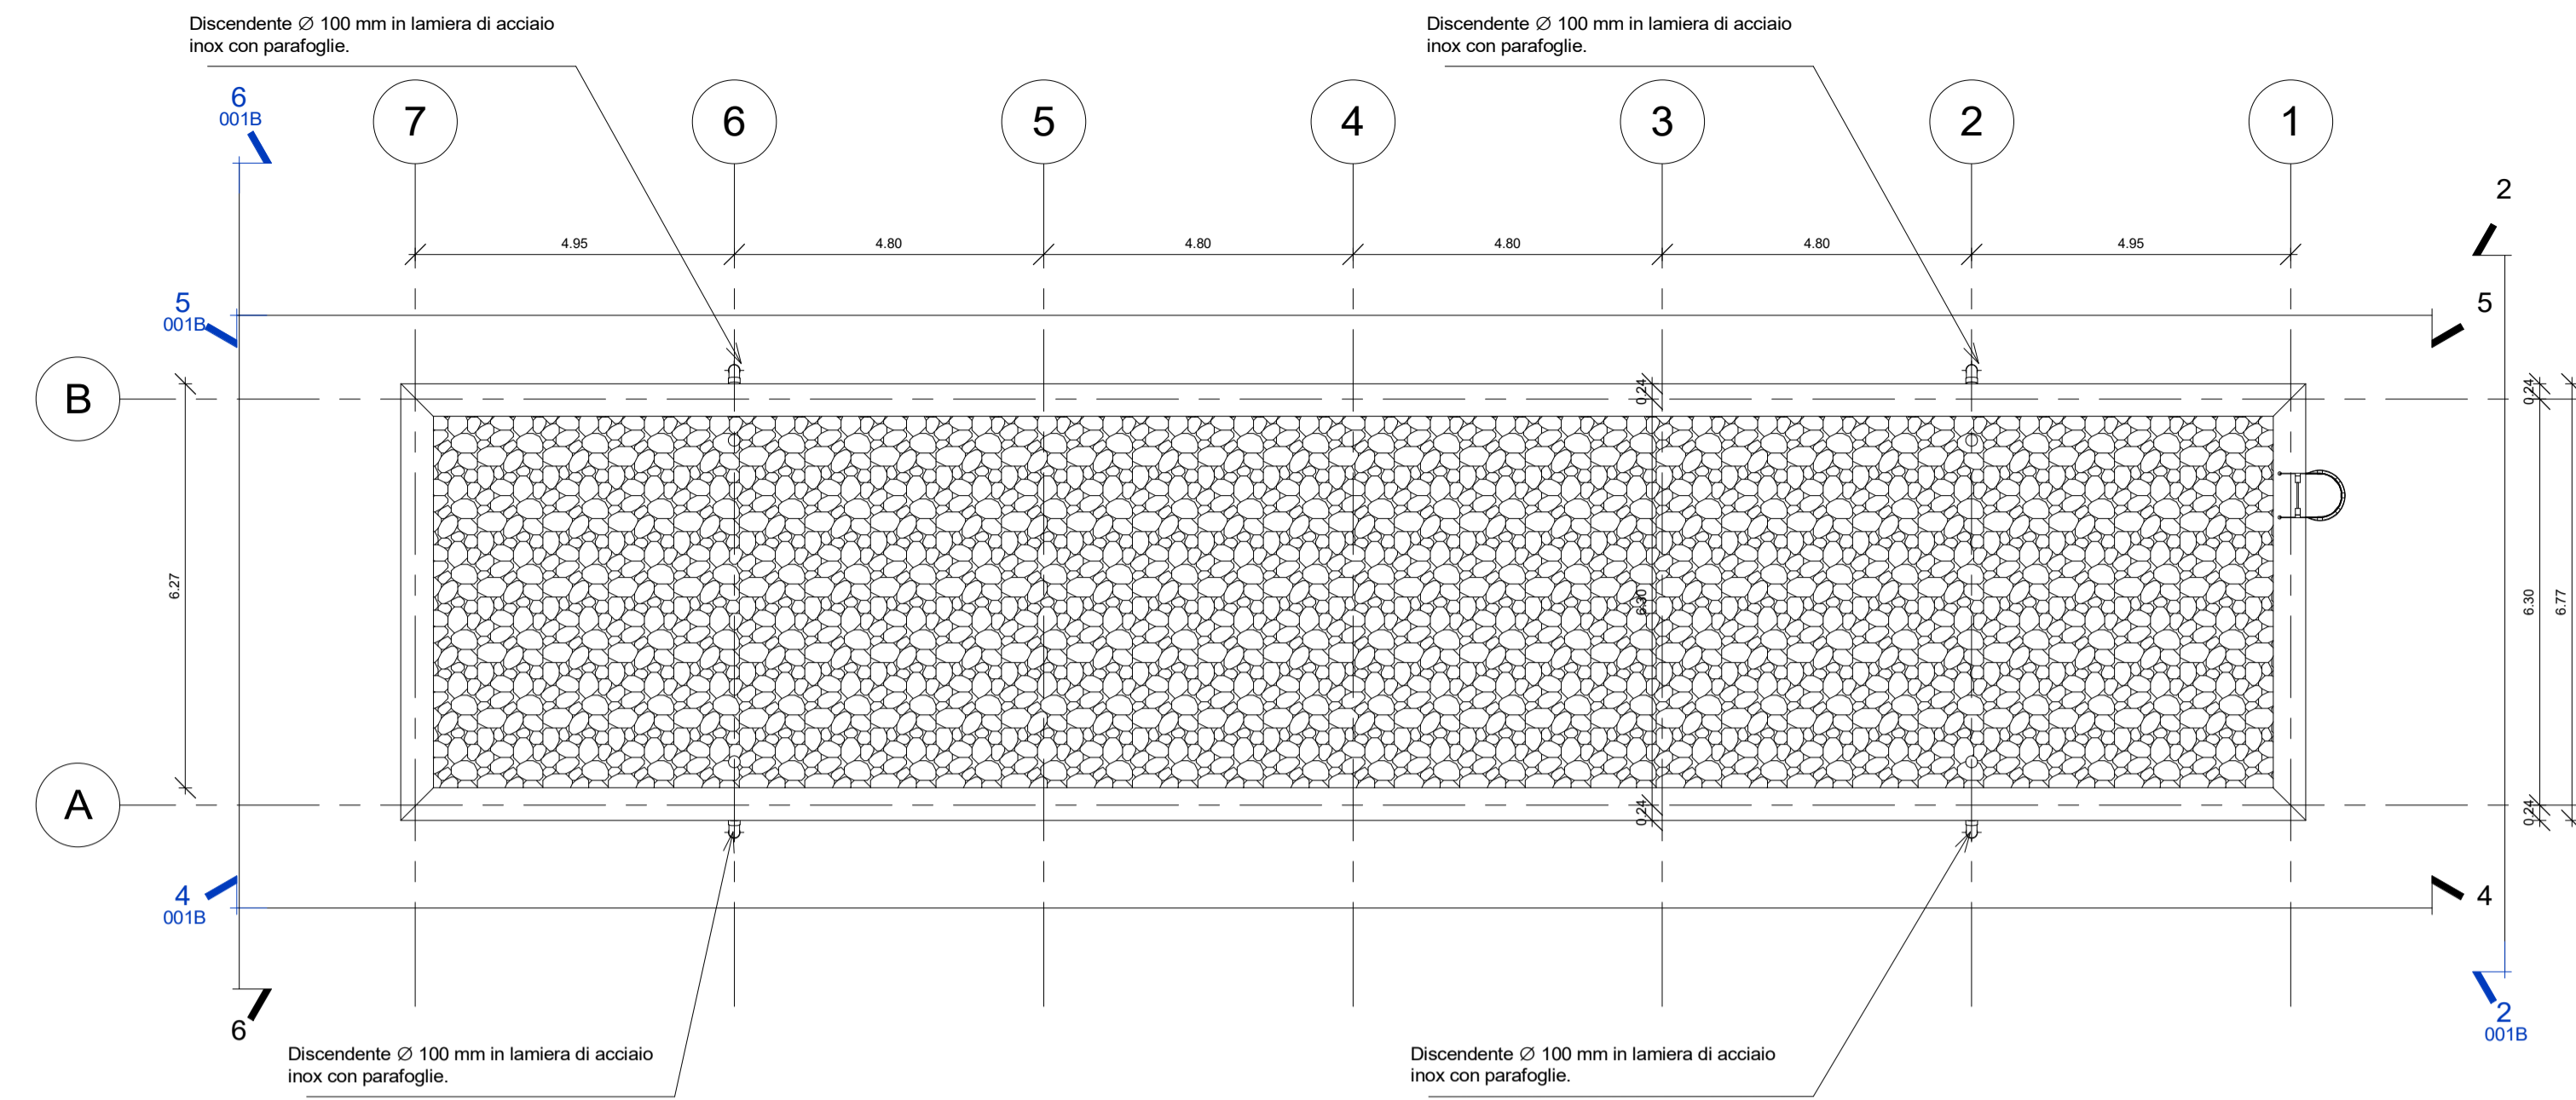 Discendente ∅ 100 mm in lamiera di acciaio
inox con parafoglie.
Discendente ∅ 100 mm in lamiera di acciaio
inox con parafoglie.
6
001B
7
6
5
4
3
2
1
2
4.95
4.80
4.80
4.80
4.80
4.95
5
001B
5
B
0.24
0.24
6.27
6.30
6.30
6.77
A
0.24
0.24
4
001B
4
6
2
001B
Discendente ∅ 100 mm in lamiera di acciaio
inox con parafoglie.
Discendente ∅ 100 mm in lamiera di acciaio
inox con parafoglie.